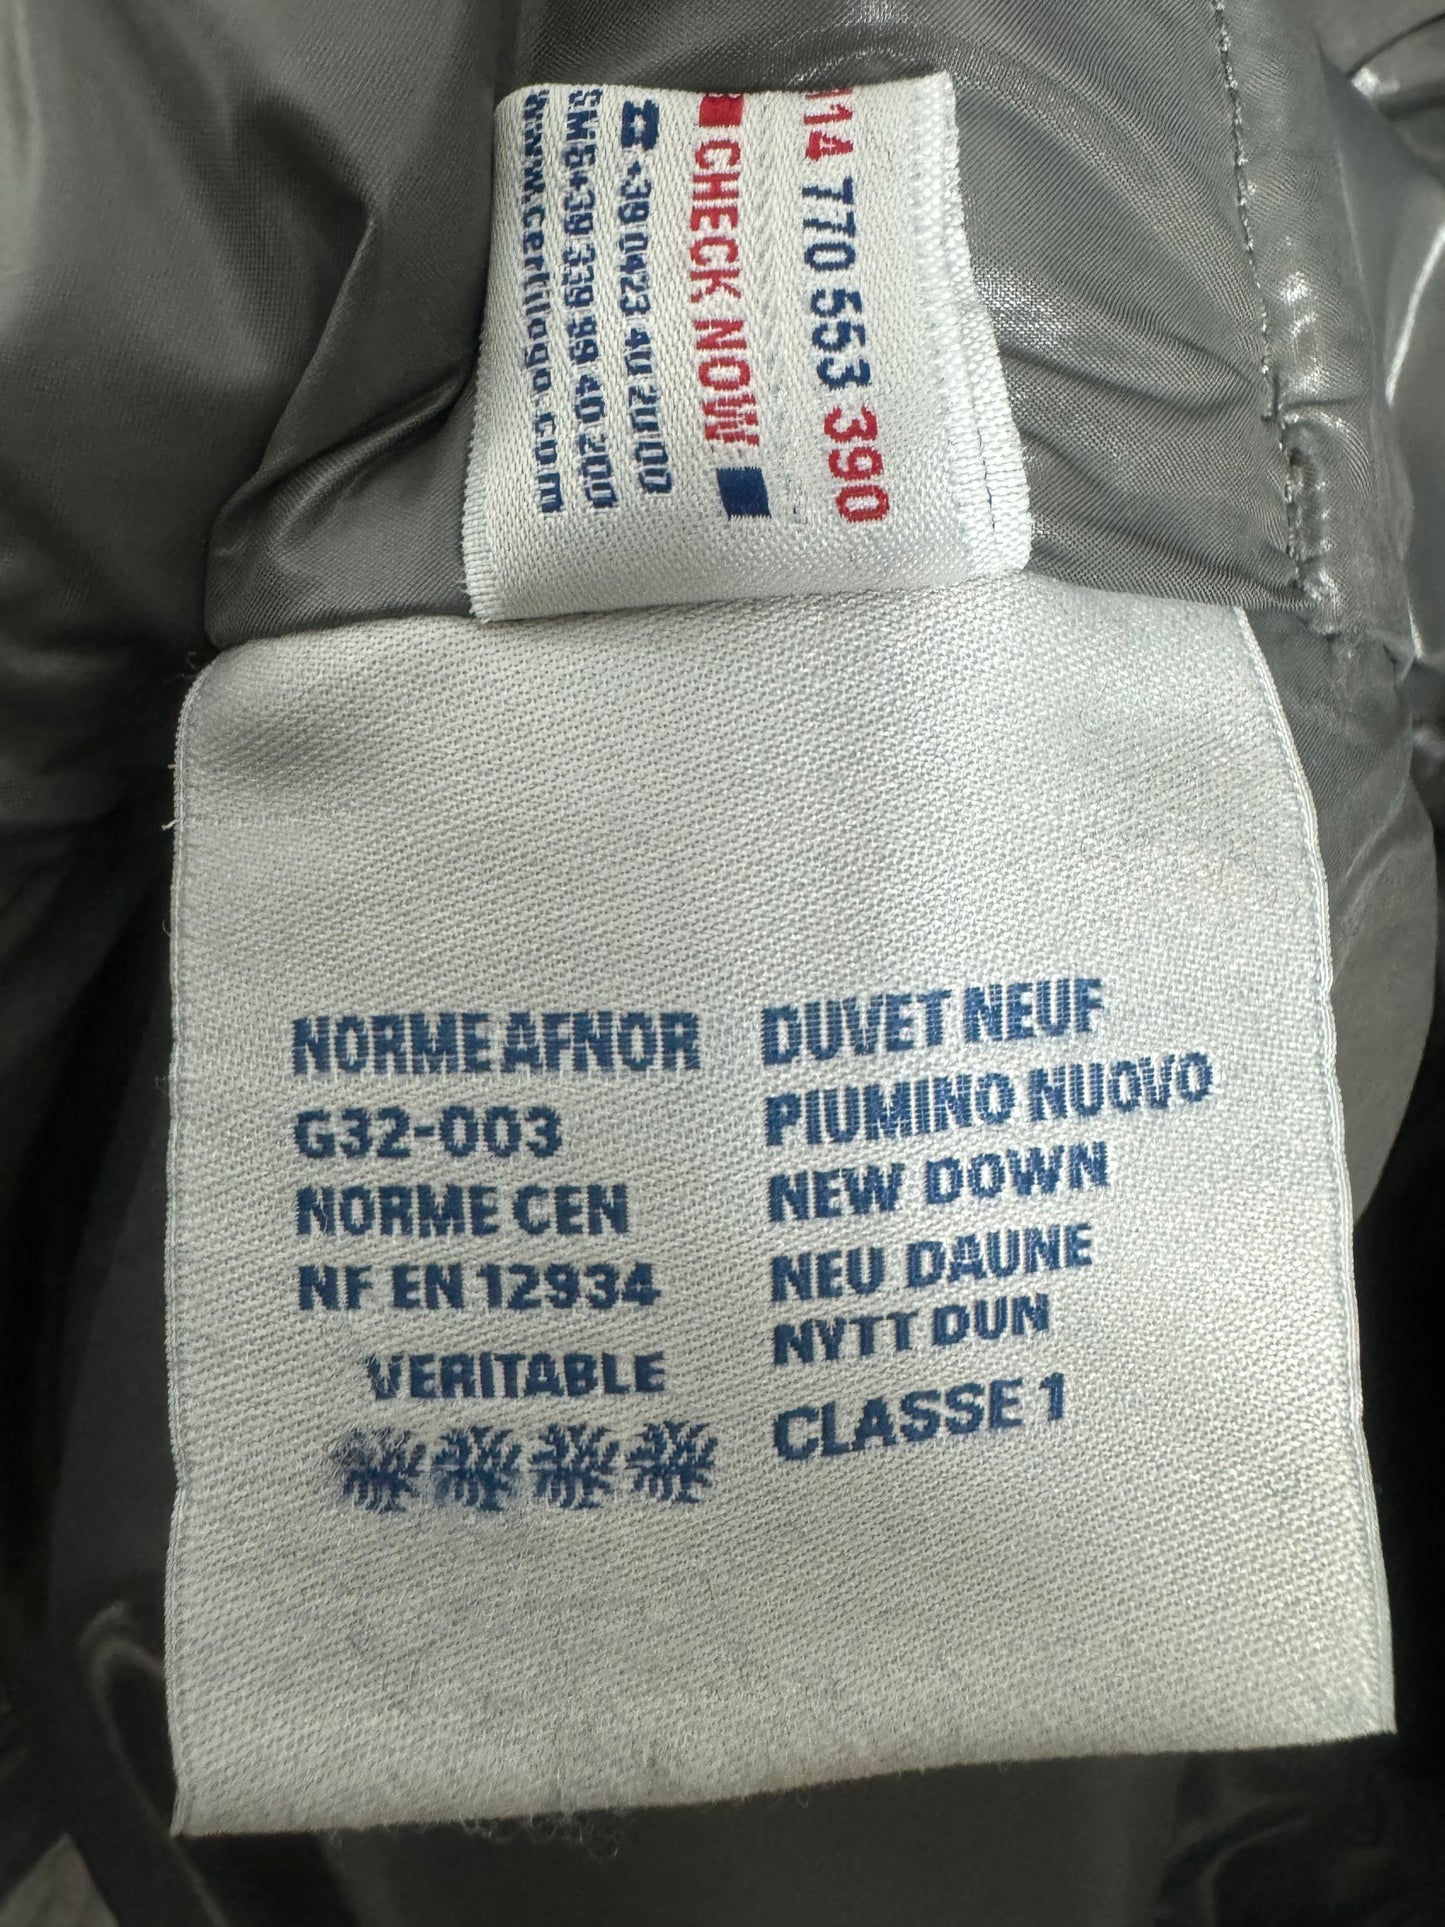 114 770 553 390
CHECK NOW
☎ +39 0423 40 2000
SMS+39 339 99 40 200
www.certilogo.com
NORME AFNOR
G32-003
NORME CEN
NF EN 12934
VERITABLE
DUVET NEUF
PIUMINO NUOVO
NEW DOWN
NEU DAUNE
NYTT DUN
CLASSE 1